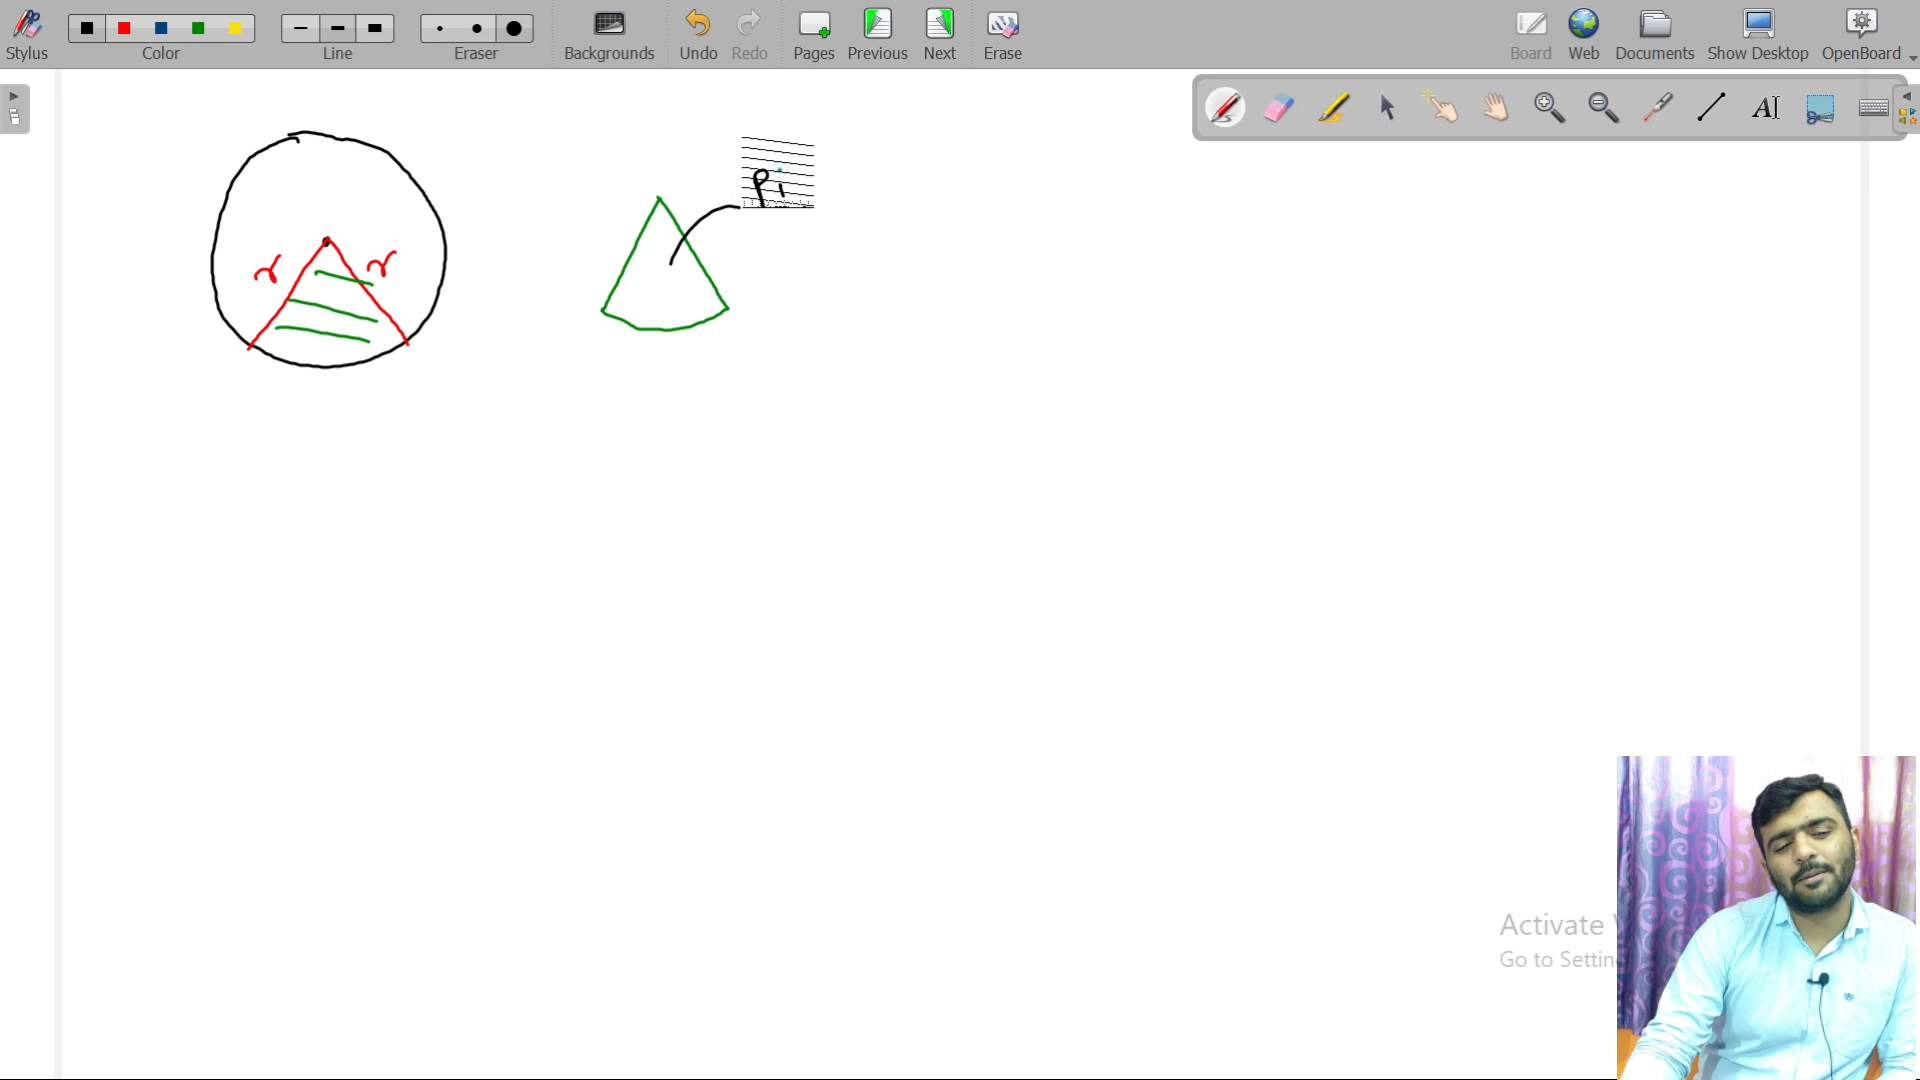 Stylus
Color
Line
Eraser
Backgrounds
Undo
Redo
Pages
Previous
Next
Erase
Board
Web
Documents
Show Desktop
OpenBoard
r
r
Pi
Activate
Go to Settin